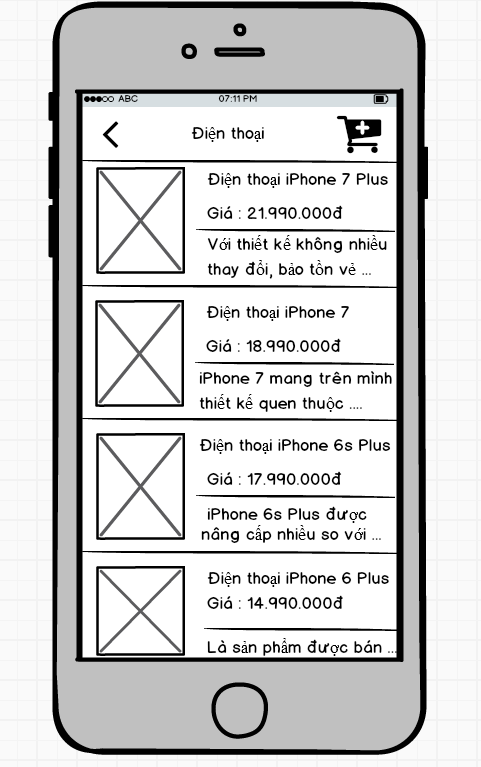 ABC 07:11 PM
Điện thoại
Điện thoại iPhone 7 Plus
Giá : 21.990.000đ
Với thiết kế không nhiều
thay đổi, bảo tồn vẻ ...
Điện thoại iPhone 7
Giá : 18.990.000đ
iPhone 7 mang trên mình
thiết kế quen thuộc ....
Điện thoại iPhone 6s Plus
Giá : 17.990.000đ
iPhone 6s Plus được
nâng cấp nhiều so với ...
Điện thoại iPhone 6 Plus
Giá : 14.990.000đ
Là sản phẩm được bán ...